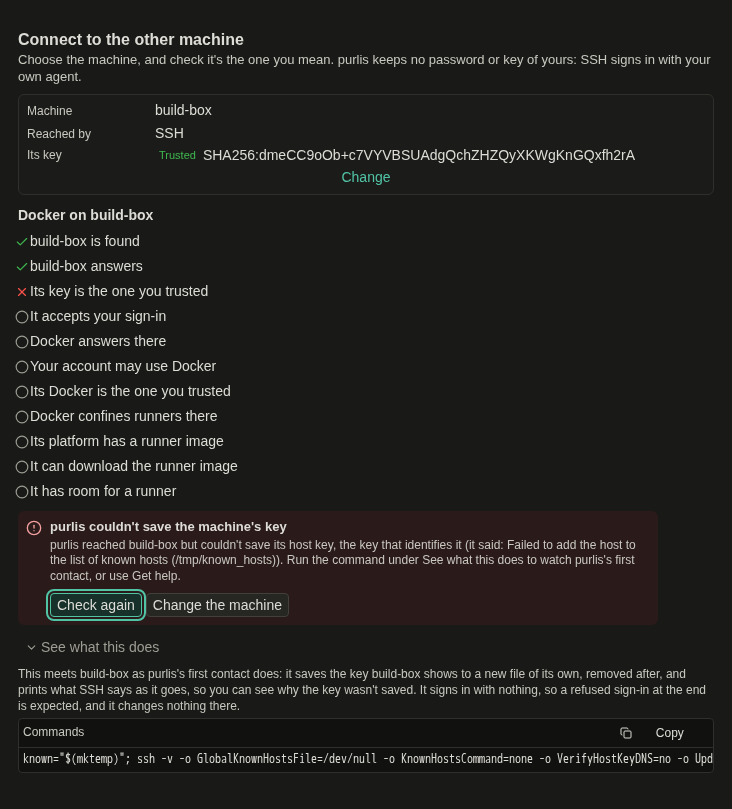 Connect to the other machine
Choose the machine, and check it's the one you mean. purlis keeps no password or key of yours: SSH signs in with your
own agent.
Machine build-box
Reached by SSH
Its key Trusted SHA256:dmeCC9oOb+c7VYVBSUAdgQchZHZQyXKWgKnGQxfh2rA
Change
Docker on build-box
build-box is found
build-box answers
Its key is the one you trusted
It accepts your sign-in
Docker answers there
Your account may use Docker
Its Docker is the one you trusted
Docker confines runners there
Its platform has a runner image
It can download the runner image
It has room for a runner
purlis couldn't save the machine's key
purlis reached build-box but couldn't save its host key, the key that identifies it (it said: Failed to add the host to
the list of known hosts (/tmp/known_hosts)). Run the command under See what this does to watch purlis's first
contact, or use Get help.
Check again Change the machine
See what this does
This meets build-box as purlis's first contact does: it saves the key build-box shows to a new file of its own, removed after, and
prints what SSH says as it goes, so you can see why the key wasn't saved. It signs in with nothing, so a refused sign-in at the end
is expected, and it changes nothing there.
Commands Copy
known="$(mktemp)"; ssh -v -o GlobalKnownHostsFile=/dev/null -o KnownHostsCommand=none -o VerifyHostKeyDNS=no -o Upd